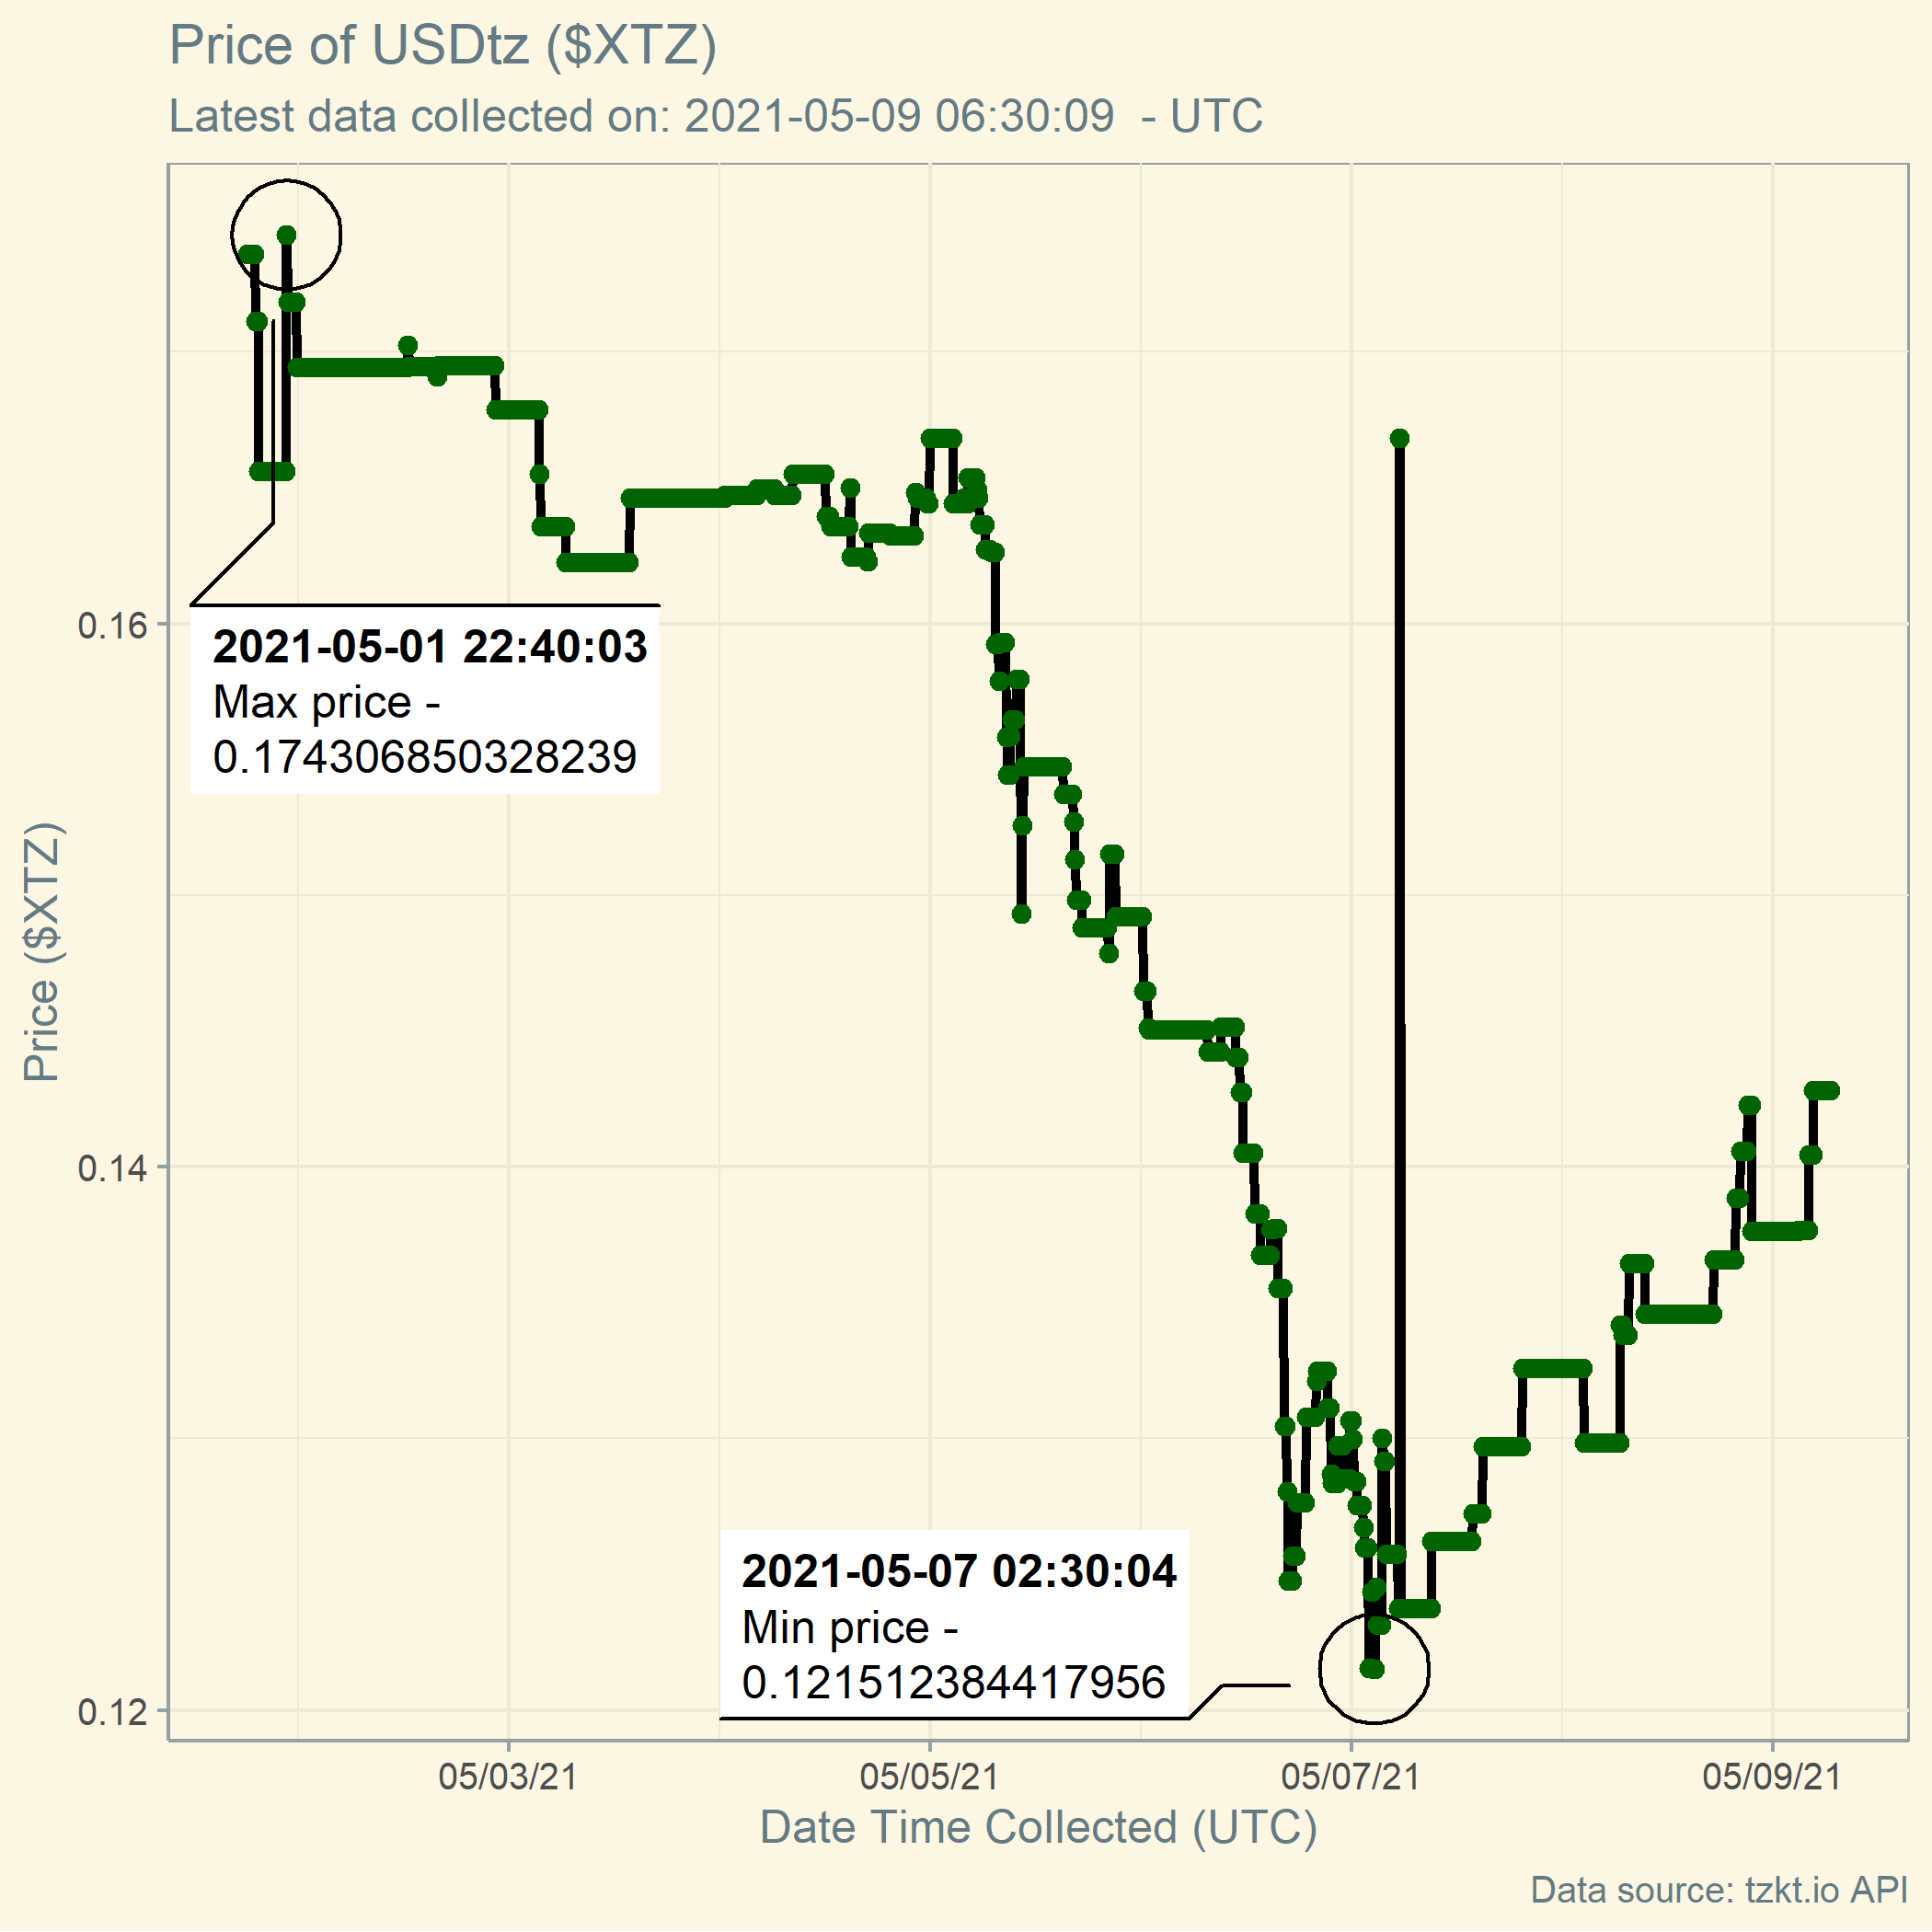 Price of USDtz ($XTZ)
Latest data collected on: 2021-05-09 06:30:09  - UTC
Price ($XTZ)
0.16
0.14
0.12
2021-05-01 22:40:03
Max price -
0.174306850328239
2021-05-07 02:30:04
Min price -
0.121512384417956
05/03/21
05/05/21
05/07/21
05/09/21
Date Time Collected (UTC)
Data source: tzkt.io API